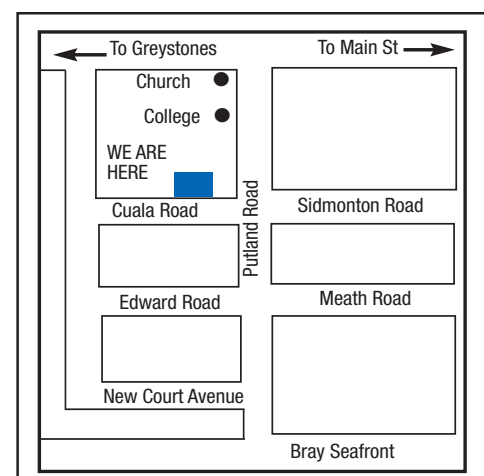 To Greystones
To Main St
Church
College
WE ARE
HERE
Cuala Road
Putland Road
Sidmonton Road
Edward Road
Meath Road
New Court Avenue
Bray Seafront